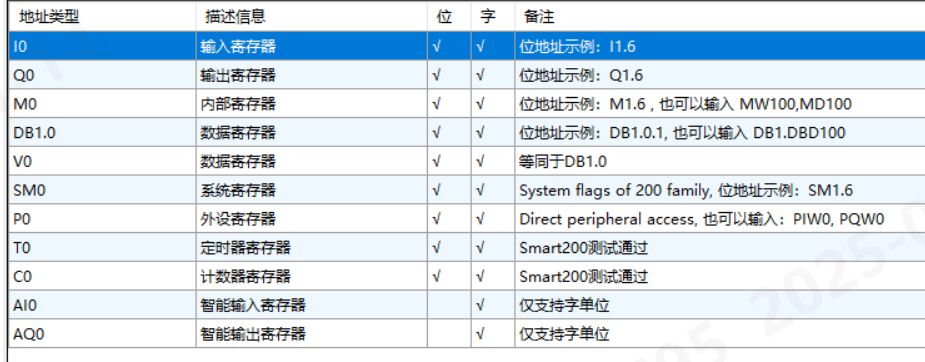 地址类型 描述信息 位 字 备注
I0 输入寄存器 √ √ 位地址示例：I1.6
Q0 输出寄存器 √ √ 位地址示例：Q1.6
M0 内部寄存器 √ √ 位地址示例：M1.6 , 也可以输入 MW100,MD100
DB1.0 数据寄存器 √ √ 位地址示例：DB1.0.1, 也可以输入 DB1.DBD100
V0 数据寄存器 √ √ 等同于DB1.0
SM0 系统寄存器 √ √ System flags of 200 family, 位地址示例：SM1.6
P0 外设寄存器 √ √ Direct peripheral access, 也可以输入：PIW0, PQW0
T0 定时器寄存器 √ √ Smart200测试通过
C0 计数器寄存器 √ √ Smart200测试通过
AI0 智能输入寄存器 √ 仅支持字单位
AQ0 智能输出寄存器 √ 仅支持字单位